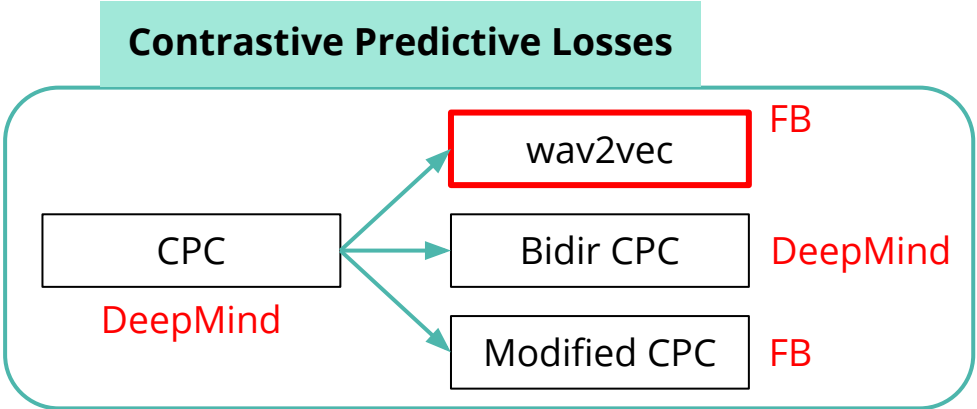 Contrastive Predictive Losses
FB
wav2vec
CPC
Bidir CPC
DeepMind
DeepMind
Modified CPC
FB